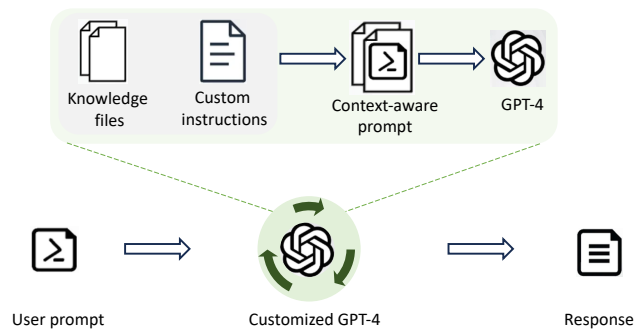 Knowledge
files
Custom
instructions
Context-aware
prompt
GPT-4
User prompt
Customized GPT-4
Response